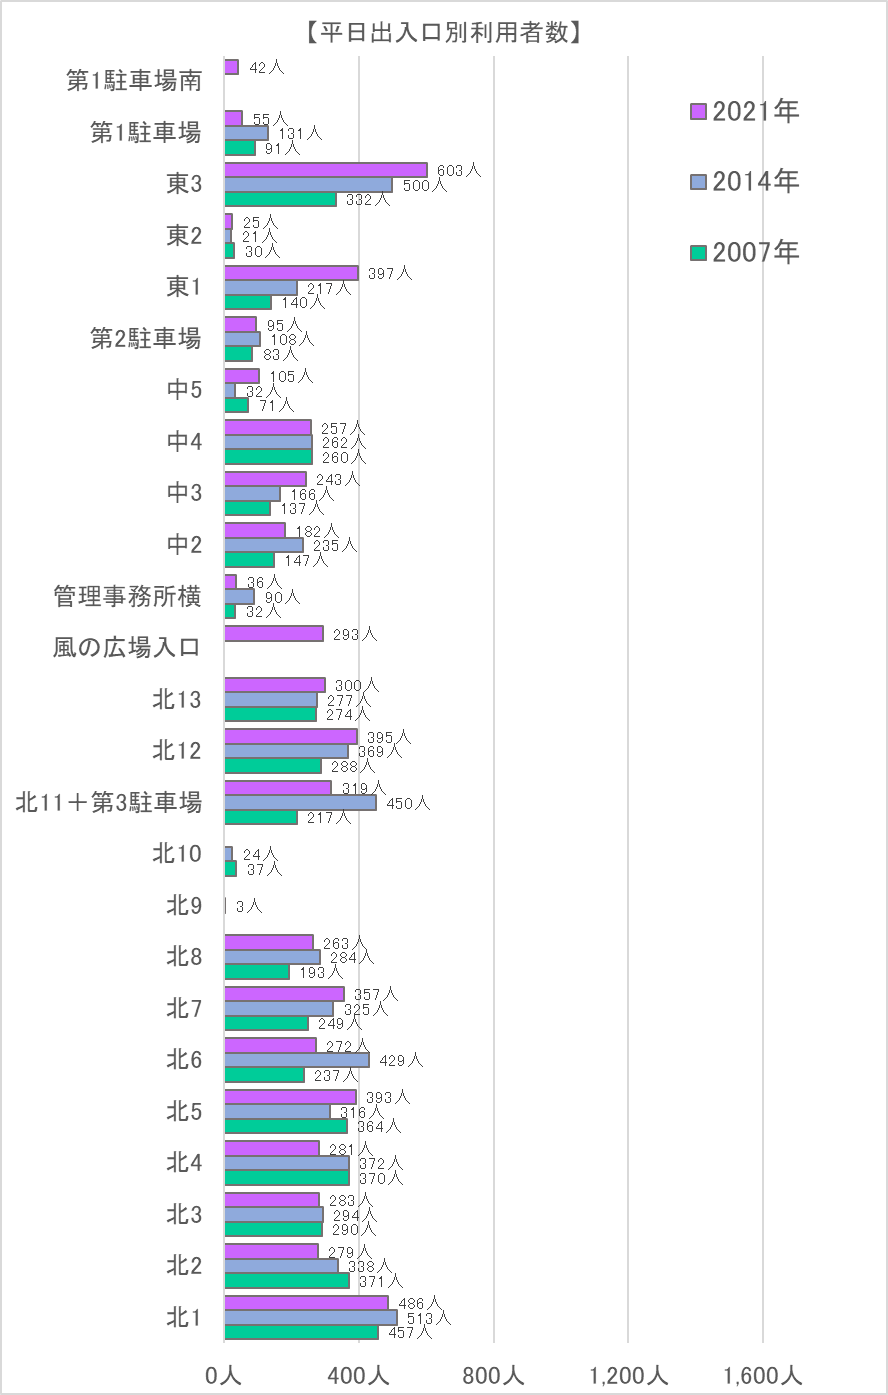 【平日出入口別利用者数】
2021年
2014年
2007年
第1駐車場南
42人
第1駐車場
55人
131人
91人
東3
603人
500人
332人
東2
25人
21人
30人
東1
397人
217人
140人
第2駐車場
95人
108人
83人
中5
105人
32人
71人
中4
257人
262人
260人
中3
243人
166人
137人
中2
182人
235人
147人
管理事務所横
36人
90人
32人
風の広場入口
293人
北13
300人
277人
274人
北12
395人
369人
288人
北11＋第3駐車場
319人
450人
217人
北10
24人
37人
北9
3人
北8
263人
284人
193人
北7
357人
325人
249人
北6
272人
429人
237人
北5
393人
316人
364人
北4
281人
372人
370人
北3
283人
294人
290人
北2
279人
338人
371人
北1
486人
513人
457人
0人 400人 800人 1,200人 1,600人